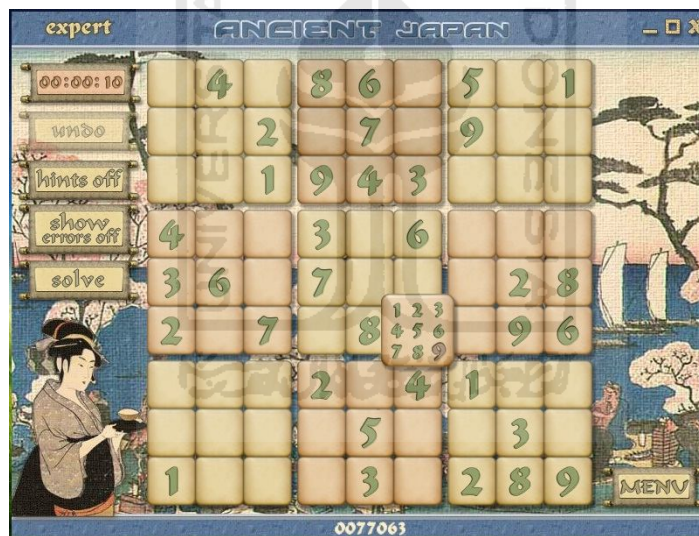 expert ANCIENT JAPAN
00:00:10
undo
hints off
show
errors off
solve
4 8 6 5 1
2 7 9
1 9 4 3
4 3 6
3 6 7 2 8
2 7 8 9 6
1 2 3
4 5 6
7 8 9
2 4 1
5 3
1 3 2 8 9
MENU
0077063